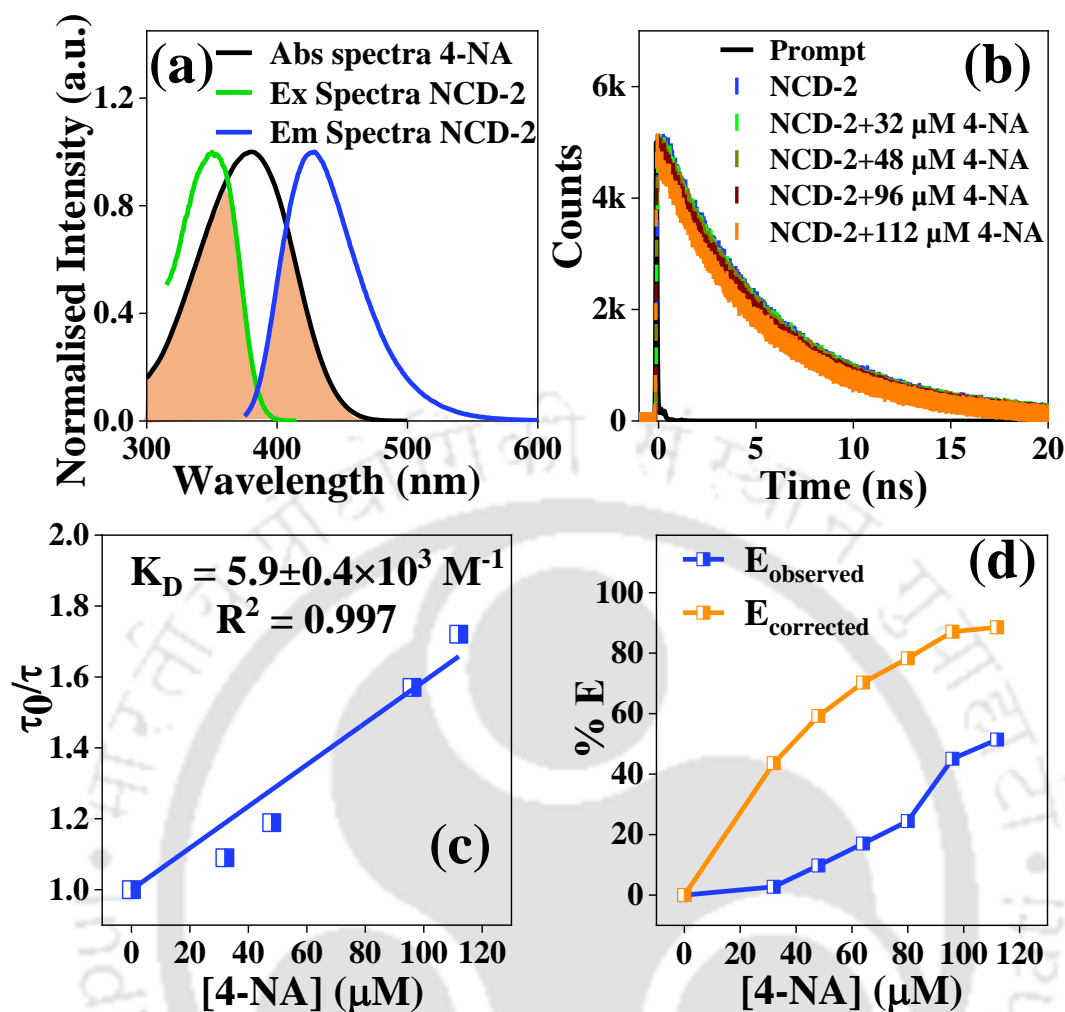 (a)
Abs spectra 4-NA
Ex Spectra NCD-2
Em Spectra NCD-2
Normalised Intensity (a.u.)
1.2
0.8
0.4
0.0
300 400 500 600
Wavelength (nm)
(b)
Prompt
NCD-2
NCD-2+32 µM 4-NA
NCD-2+48 µM 4-NA
NCD-2+96 µM 4-NA
NCD-2+112 µM 4-NA
Counts
6k
4k
2k
0
0 5 10 15 20
Time (ns)
K_D = 5.9±0.4×10³ M⁻¹
R² = 0.997
(c)
τ₀/τ
2.0
1.8
1.6
1.4
1.2
1.0
0 20 40 60 80 100 120
[4-NA] (µM)
(d)
E_observed
E_corrected
% E
100
80
60
40
20
0
0 20 40 60 80 100 120
[4-NA] (µM)